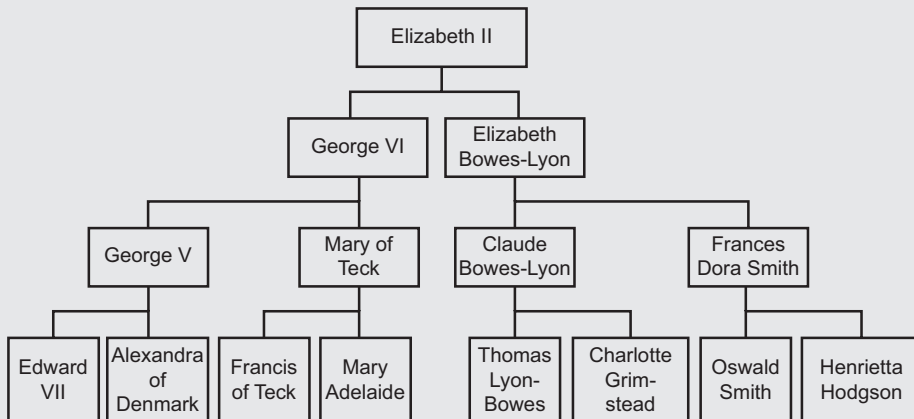 Elizabeth II
George VI
Elizabeth
Bowes-Lyon
George V
Mary of
Teck
Claude
Bowes-Lyon
Frances
Dora Smith
Edward
VII
Alexandra
of
Denmark
Francis
of Teck
Mary
Adelaide
Thomas
Lyon-
Bowes
Charlotte
Grim-
stead
Oswald
Smith
Henrietta
Hodgson